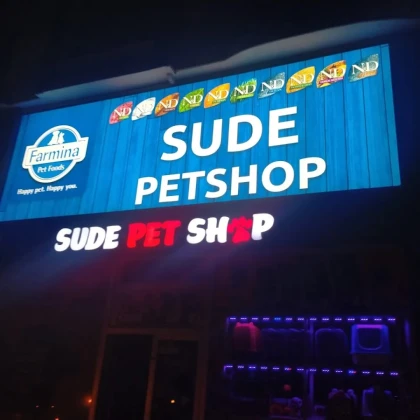 N&D N&D N&D N&D N&D N&D N&D N&D N&D
SUDE
PETSHOP
Farmina
Pet Foods
Happy pet. Happy you.
SUDE PET SHOP